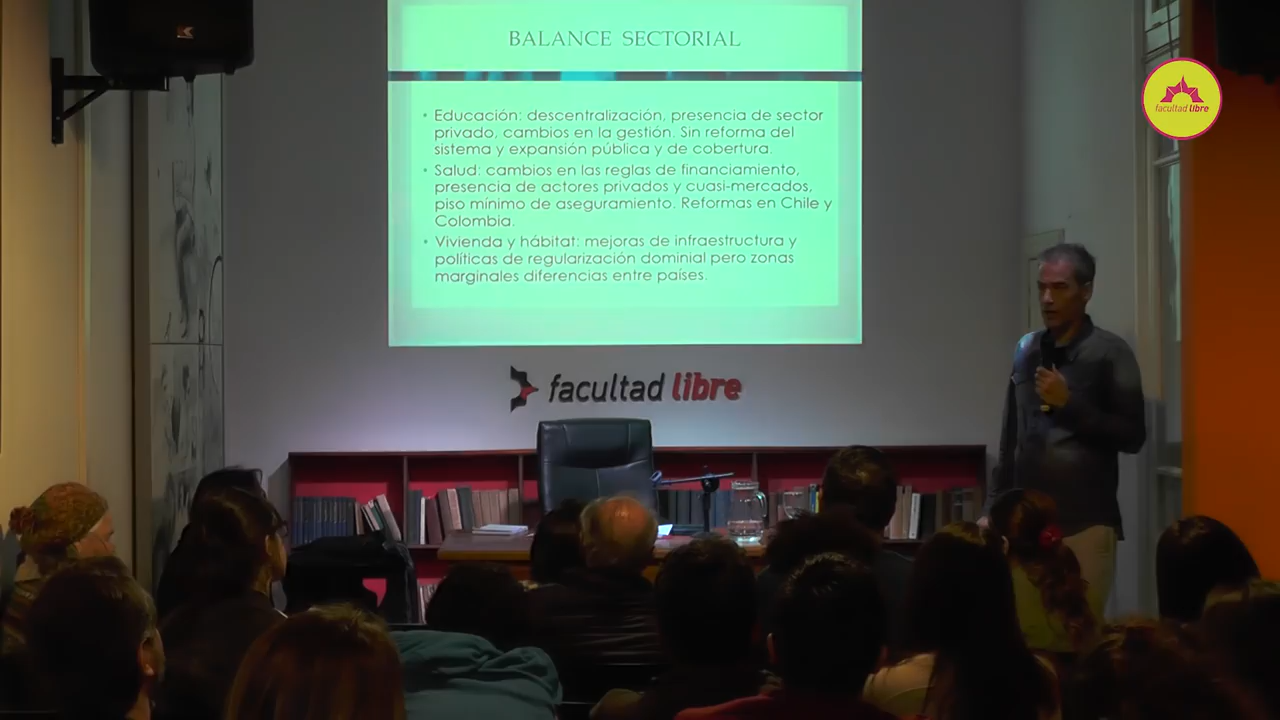 BALANCE SECTORIAL
facultad libre
• Educación: descentralización, presencia de sector
privado, cambios en la gestión. Sin reforma del
sistema y expansión pública y de cobertura.
• Salud: cambios en las reglas de financiamiento,
presencia de actores privados y cuasi-mercados,
piso mínimo de aseguramiento. Reformas en Chile y
Colombia.
• Vivienda y hábitat: mejoras de infraestructura y
políticas de regularización dominial pero zonas
marginales diferencias entre países.
facultad libre